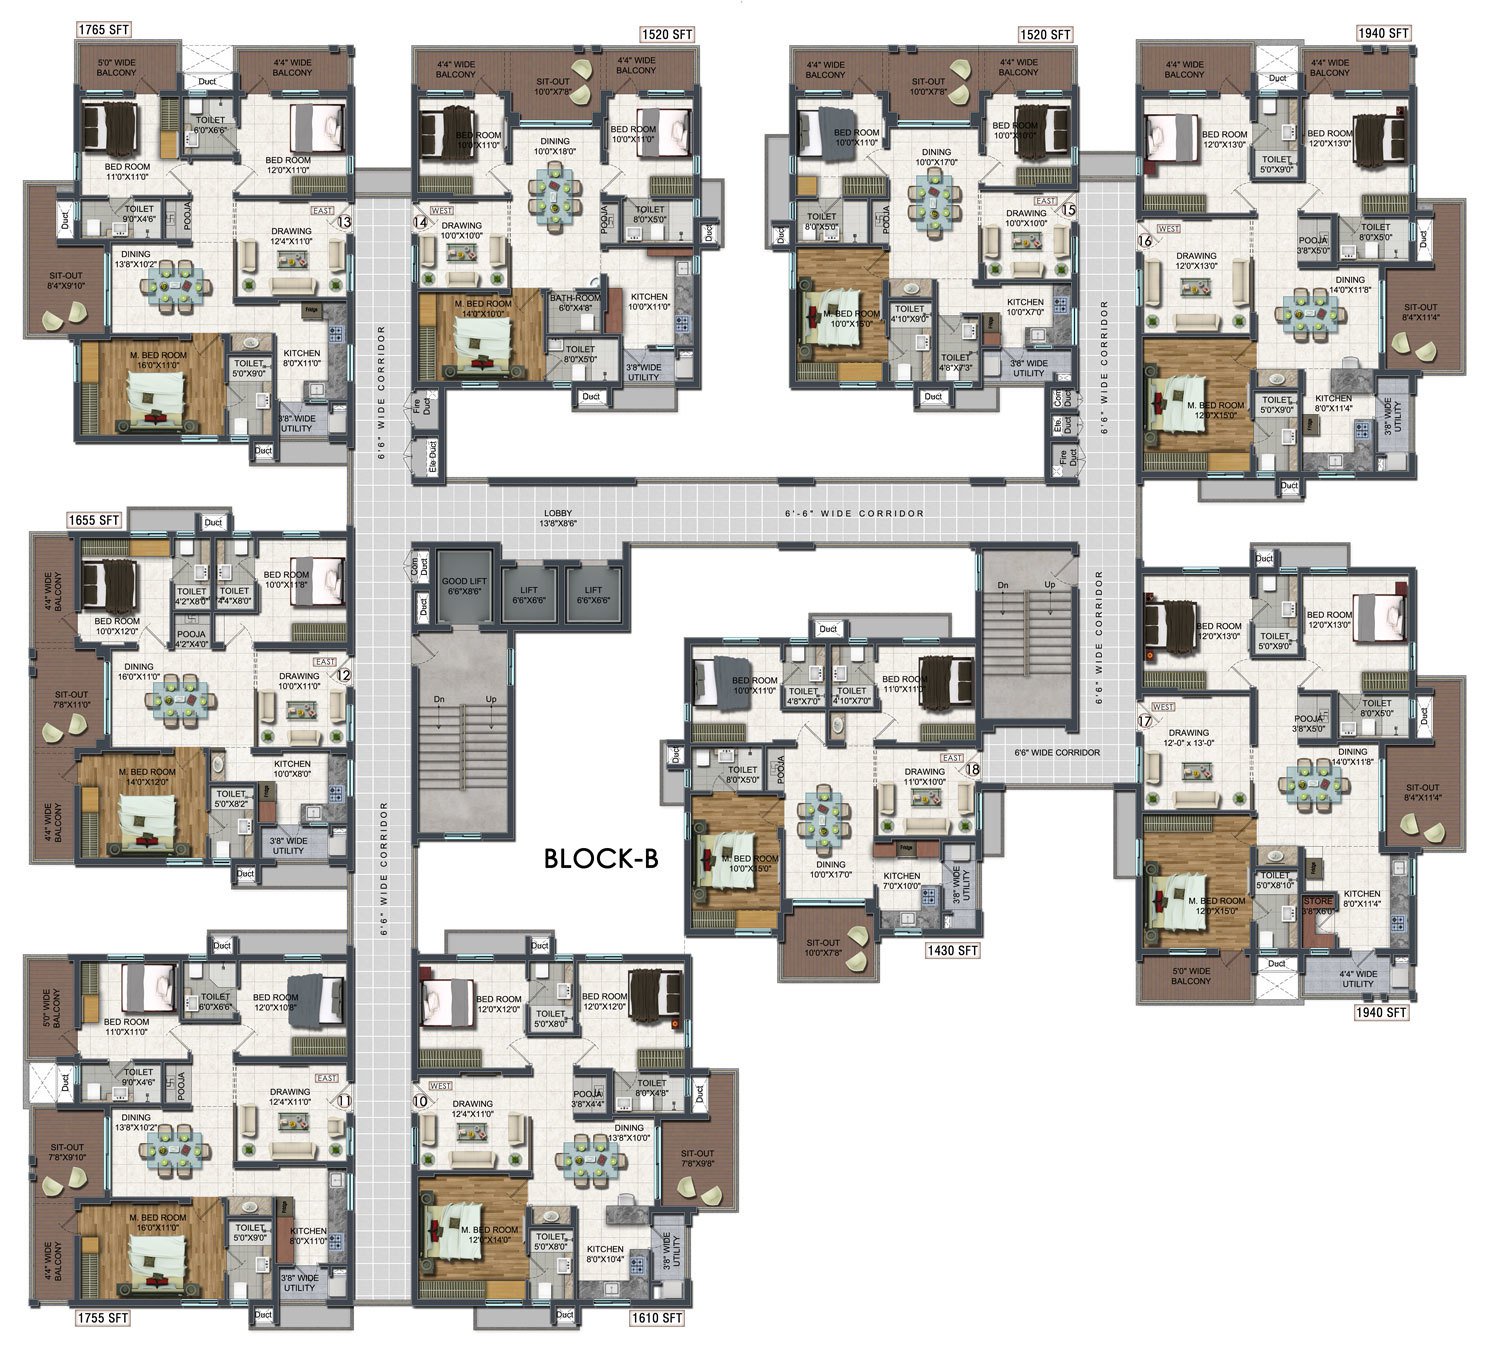 1765 SFT
5'0" WIDE
BALCONY
Duct
4'4" WIDE
BALCONY
TOILET
6'0"X6'6"
BED ROOM
11'0"X11'0"
BED ROOM
12'0"X11'0"
Duct
TOILET
9'0"X4'6"
POOJA
EAST
13
DRAWING
12'4"X11'0"
DINING
13'8"X10'2"
SIT-OUT
8'4"X9'10"
Fridge
M. BED ROOM
16'0"X11'0"
TOILET
5'0"X9'0"
KITCHEN
8'0"X11'0"
3'8" WIDE
UTILITY
Duct
1520 SFT
4'4" WIDE
BALCONY
SIT-OUT
10'0"X7'8"
4'4" WIDE
BALCONY
BED ROOM
10'0"X11'0"
DINING
10'0"X18'0"
BED ROOM
10'0"X11'0"
WEST
14
DRAWING
10'0"X10'0"
POOJA
TOILET
8'0"X5'0"
Duct
M. BED ROOM
14'0"X10'0"
BATH-ROOM
6'0"X4'8"
KITCHEN
10'0"X11'0"
TOILET
8'0"X5'0"
3'8"WIDE
UTILITY
Duct
1520 SFT
4'4" WIDE
BALCONY
SIT-OUT
10'0"X7'8"
4'4" WIDE
BALCONY
BED ROOM
10'0"X11'0"
DINING
10'0"X17'0"
BED ROOM
10'0"X10'0"
Duct
TOILET
8'0"X5'0"
POOJA
EAST
15
DRAWING
10'0"X10'0"
M. BED ROOM
10'0"X15'0"
TOILET
4'10"X9'0"
KITCHEN
10'0"X7'0"
Fridge
TOILET
4'8"X7'3"
3'8" WIDE
UTILITY
Duct
1940 SFT
4'4" WIDE
BALCONY
Duct
4'4" WIDE
BALCONY
BED ROOM
12'0"X13'0"
TOILET
5'0"X9'0"
BED ROOM
12'0"X13'0"
WEST
16
DRAWING
12'0"X13'0"
POOJA
3'8"X5'0"
TOILET
8'0"X5'0"
Duct
DINING
14'0"X11'8"
SIT-OUT
8'4"X11'4"
M. BED ROOM
12'0"X15'0"
TOILET
5'0"X9'0"
KITCHEN
8'0"X11'4"
Fridge
3'8" WIDE
UTILITY
Duct
6'6" WIDE CORRIDOR
Fire
Duct
Ele Duct
6'6" WIDE CORRIDOR
Com
Duct
Ele.
Duct
Fire
Duct
LOBBY
13'8"X8'6"
6'-6" WIDE CORRIDOR
Com
Duct
Duct
GOOD LIFT
6'6"X8'6"
LIFT
6'6"X6'6"
LIFT
6'6"X6'6"
Dn
Up
Dn
Up
6'6" WIDE CORRIDOR
6'6" WIDE CORRIDOR
6'6" WIDE CORRIDOR
1655 SFT
Duct
4'4" WIDE
BALCONY
TOILET
4'2"X8'0"
TOILET
4'4"X8'0"
BED ROOM
10'0"X11'8"
BED ROOM
10'0"X12'0"
POOJA
4'2"X4'0"
EAST
12
DINING
16'0"X11'0"
DRAWING
10'0"X11'0"
SIT-OUT
7'8"X11'0"
M. BED ROOM
14'0"X12'0"
KITCHEN
10'0"X8'0"
Fridge
TOILET
5'0"X8'2"
4'4" WIDE
BALCONY
3'8" WIDE
UTILITY
Duct
BLOCK-B
Duct
BED ROOM
10'0"X11'0"
TOILET
4'8"X7'0"
TOILET
4'10"X7'0"
BED ROOM
11'0"X11'0"
Duct
TOILET
8'0"X5'0"
POOJA
EAST
18
DRAWING
11'0"X10'0"
M. BED ROOM
10'0"X15'0"
DINING
10'0"X17'0"
Fridge
KITCHEN
7'0"X10'0"
3'8" WIDE
UTILITY
SIT-OUT
10'0"X7'8"
1430 SFT
Duct
BED ROOM
12'0"X13'0"
TOILET
5'0"X9'0"
BED ROOM
12'0"X13'0"
WEST
17
DRAWING
12'-0" x 13'-0"
POOJA
3'8"X5'0"
TOILET
8'0"X5'0"
Duct
DINING
14'0"X11'8"
SIT-OUT
8'4"X11'4"
M. BED ROOM
12'0"X15'0"
TOILET
5'0"X8'10"
Fridge
STORE
3'8"X6'0"
KITCHEN
8'0"X11'4"
5'0" WIDE
BALCONY
Duct
4'4" WIDE
UTILITY
1940 SFT
Duct
5'0" WIDE
BALCONY
BED ROOM
11'0"X11'0"
TOILET
6'0"X6'6"
BED ROOM
12'0"X10'8"
Duct
TOILET
9'0"X4'6"
POOJA
EAST
11
DRAWING
12'4"X11'0"
DINING
13'8"X10'2"
SIT-OUT
7'8"X9'10"
Fridge
M. BED ROOM
16'0"X11'0"
TOILET
5'0"X9'0"
KITCHEN
8'0"X11'0"
4'4" WIDE
BALCONY
3'8" WIDE
UTILITY
Duct
1755 SFT
Duct
BED ROOM
12'0"X12'0"
TOILET
5'0"X8'0"
BED ROOM
12'0"X12'0"
WEST
10
DRAWING
12'4"X11'0"
POOJA
3'8"X4'4"
TOILET
8'0"X4'8"
Duct
DINING
13'8"X10'0"
SIT-OUT
7'8"X9'8"
M. BED ROOM
12'0"X14'0"
TOILET
5'0"X8'0"
KITCHEN
8'0"X10'4"
3'8" WIDE
UTILITY
Duct
1610 SFT